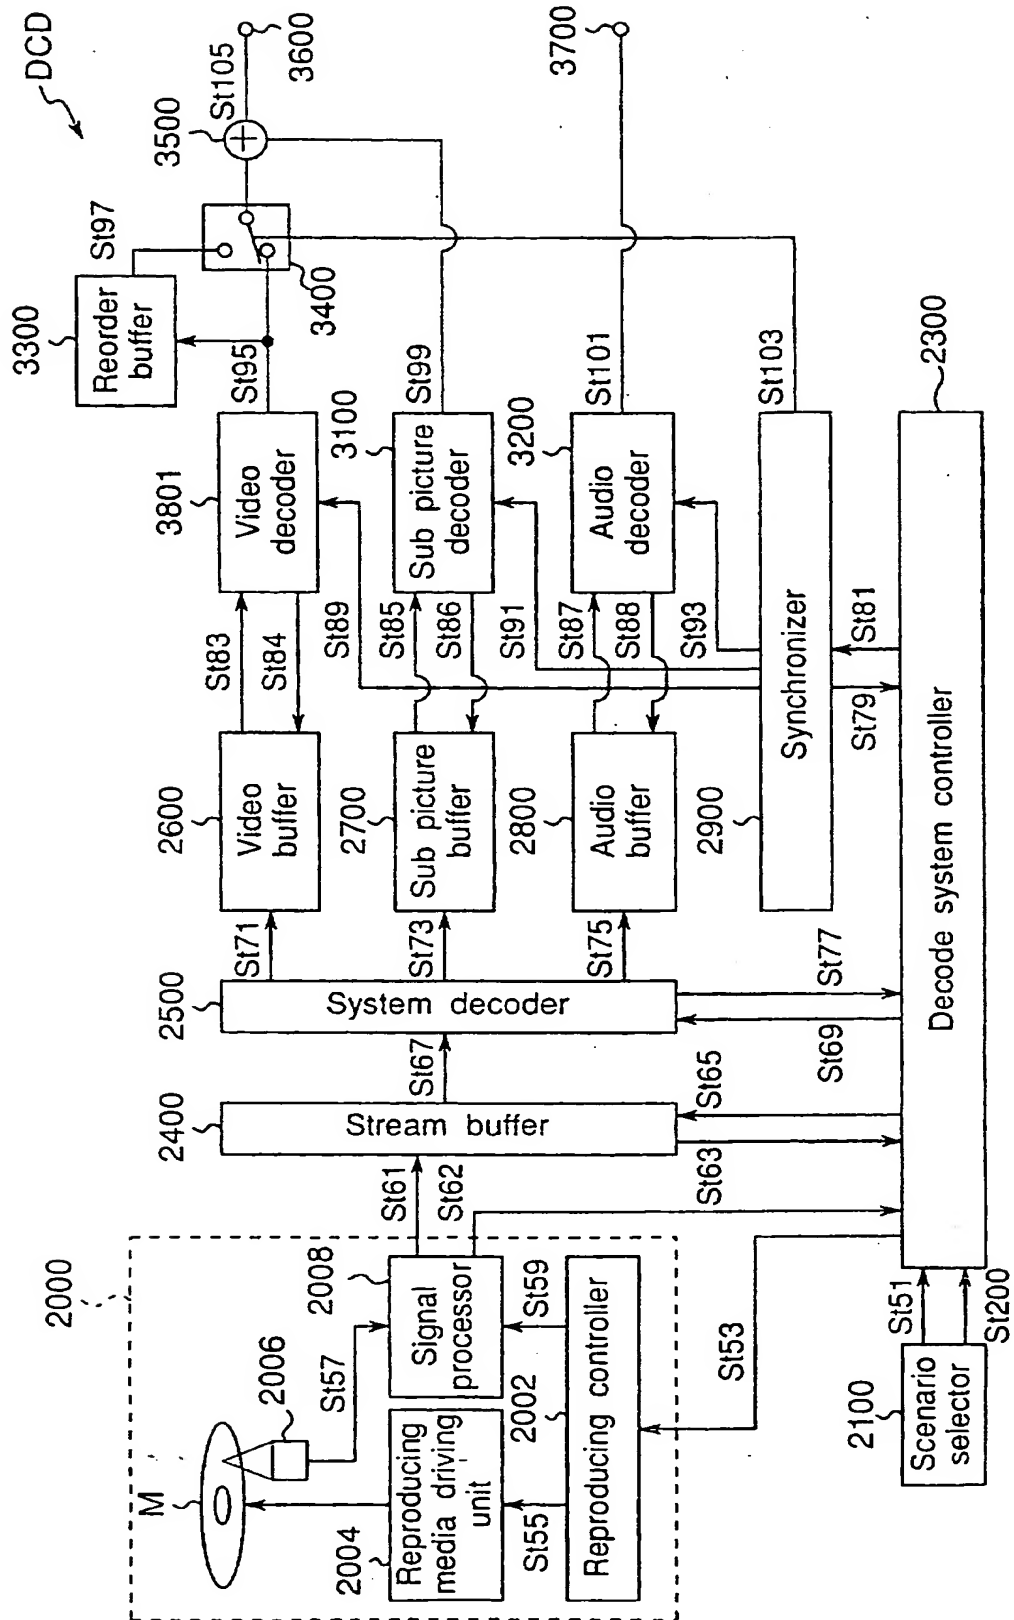 DCD
2000
M
2006
St57
2004
Reproducing
media driving
unit
2008
Signal
processor
St55
2002
St59
Reproducing controller
St53
2100
Scenario
selector
St51
St200
St61
St62
2400
Stream buffer
St63
St65
St67
2500
System decoder
St69
St77
St71
St73
St75
2600
Video
buffer
2700
Sub picture
buffer
2800
Audio
buffer
2900
Synchronizer
St79
St81
2300
Decode system controller
St83
St84
St89
St85
St86
St91
St87
St88
St93
3801
Video
decoder
3100
Sub picture
decoder
3200
Audio
decoder
St95
St99
St101
St103
3300
Reorder
buffer
St97
3400
3500
St105
3600
3700